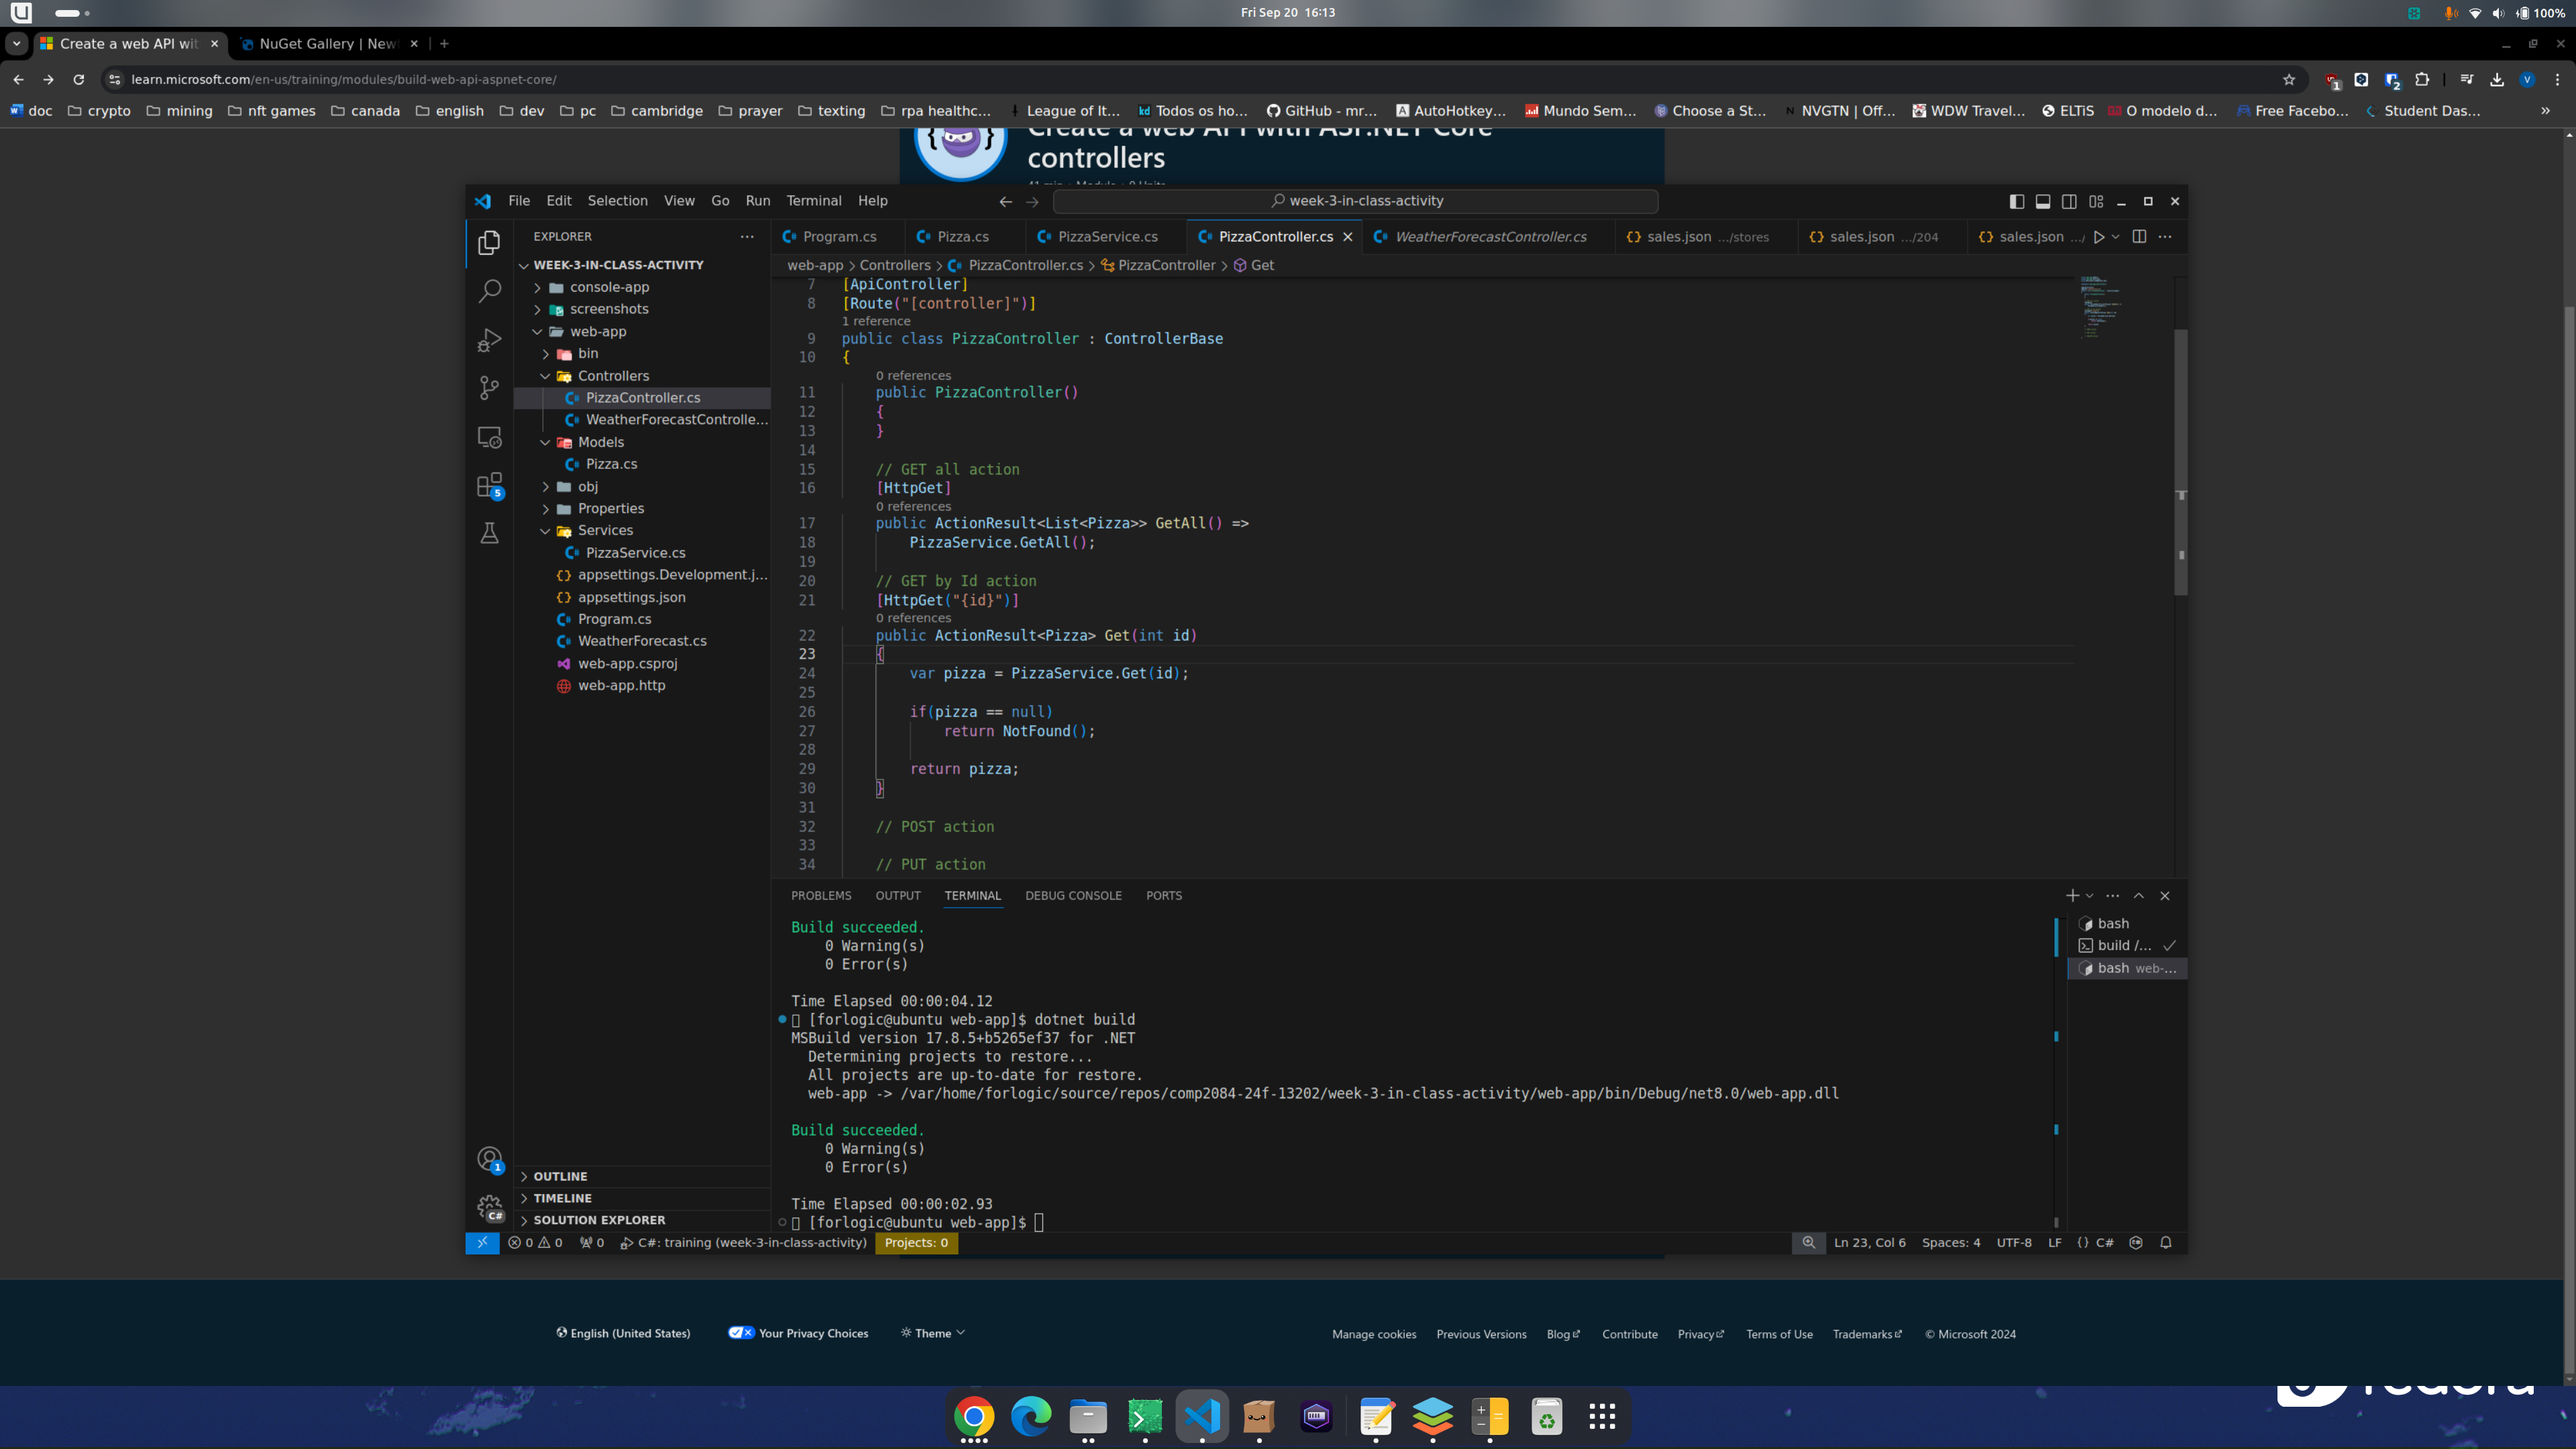 Fri Sep 20 16:13
100%
Create a web API wit
NuGet Gallery | New
learn.microsoft.com/en-us/training/modules/build-web-api-aspnet-core/
1
2
V
doc
crypto
mining
nft games
canada
english
dev
pc
cambridge
prayer
texting
rpa healthc...
League of It...
Todos os ho...
GitHub - mr...
AutoHotkey...
Mundo Sem...
Choose a St...
NVGTN | Off...
WDW Travel...
ELTiS
O modelo d...
Free Facebo...
Student Das...
Create a web API with ASP.NET Core
controllers
File Edit Selection View Go Run Terminal Help
week-3-in-class-activity
EXPLORER
Program.cs
Pizza.cs
PizzaService.cs
PizzaController.cs
WeatherForecastController.cs
sales.json .../stores
sales.json .../204
sales.json .../
WEEK-3-IN-CLASS-ACTIVITY
console-app
screenshots
web-app
bin
Controllers
PizzaController.cs
WeatherForecastControlle...
Models
Pizza.cs
obj
Properties
Services
PizzaService.cs
appsettings.Development.j...
appsettings.json
Program.cs
WeatherForecast.cs
web-app.csproj
web-app.http
5
1
C#
OUTLINE
TIMELINE
SOLUTION EXPLORER
web-app > Controllers > PizzaController.cs > PizzaController > Get
7 [ApiController]
8 [Route("[controller]")]
1 reference
9 public class PizzaController : ControllerBase
10 {
0 references
11 public PizzaController()
12 {
13 }
14
15 // GET all action
16 [HttpGet]
0 references
17 public ActionResult<List<Pizza>> GetAll() =>
18 PizzaService.GetAll();
19
20 // GET by Id action
21 [HttpGet("{id}")]
0 references
22 public ActionResult<Pizza> Get(int id)
23 {
24 var pizza = PizzaService.Get(id);
25
26 if(pizza == null)
27 return NotFound();
28
29 return pizza;
30 }
31
32 // POST action
33
34 // PUT action
PROBLEMS OUTPUT TERMINAL DEBUG CONSOLE PORTS
Build succeeded.
0 Warning(s)
0 Error(s)
Time Elapsed 00:00:04.12
[forlogic@ubuntu web-app]$ dotnet build
MSBuild version 17.8.5+b5265ef37 for .NET
Determining projects to restore...
All projects are up-to-date for restore.
web-app -> /var/home/forlogic/source/repos/comp2084-24f-13202/week-3-in-class-activity/web-app/bin/Debug/net8.0/web-app.dll
Build succeeded.
0 Warning(s)
0 Error(s)
Time Elapsed 00:00:02.93
[forlogic@ubuntu web-app]$
bash
build /...
bash web-...
0 0 0 C#: training (week-3-in-class-activity) Projects: 0
Ln 23, Col 6 Spaces: 4 UTF-8 LF {} C#
English (United States)
Your Privacy Choices
Theme
Manage cookies
Previous Versions
Blog
Contribute
Privacy
Terms of Use
Trademarks
© Microsoft 2024